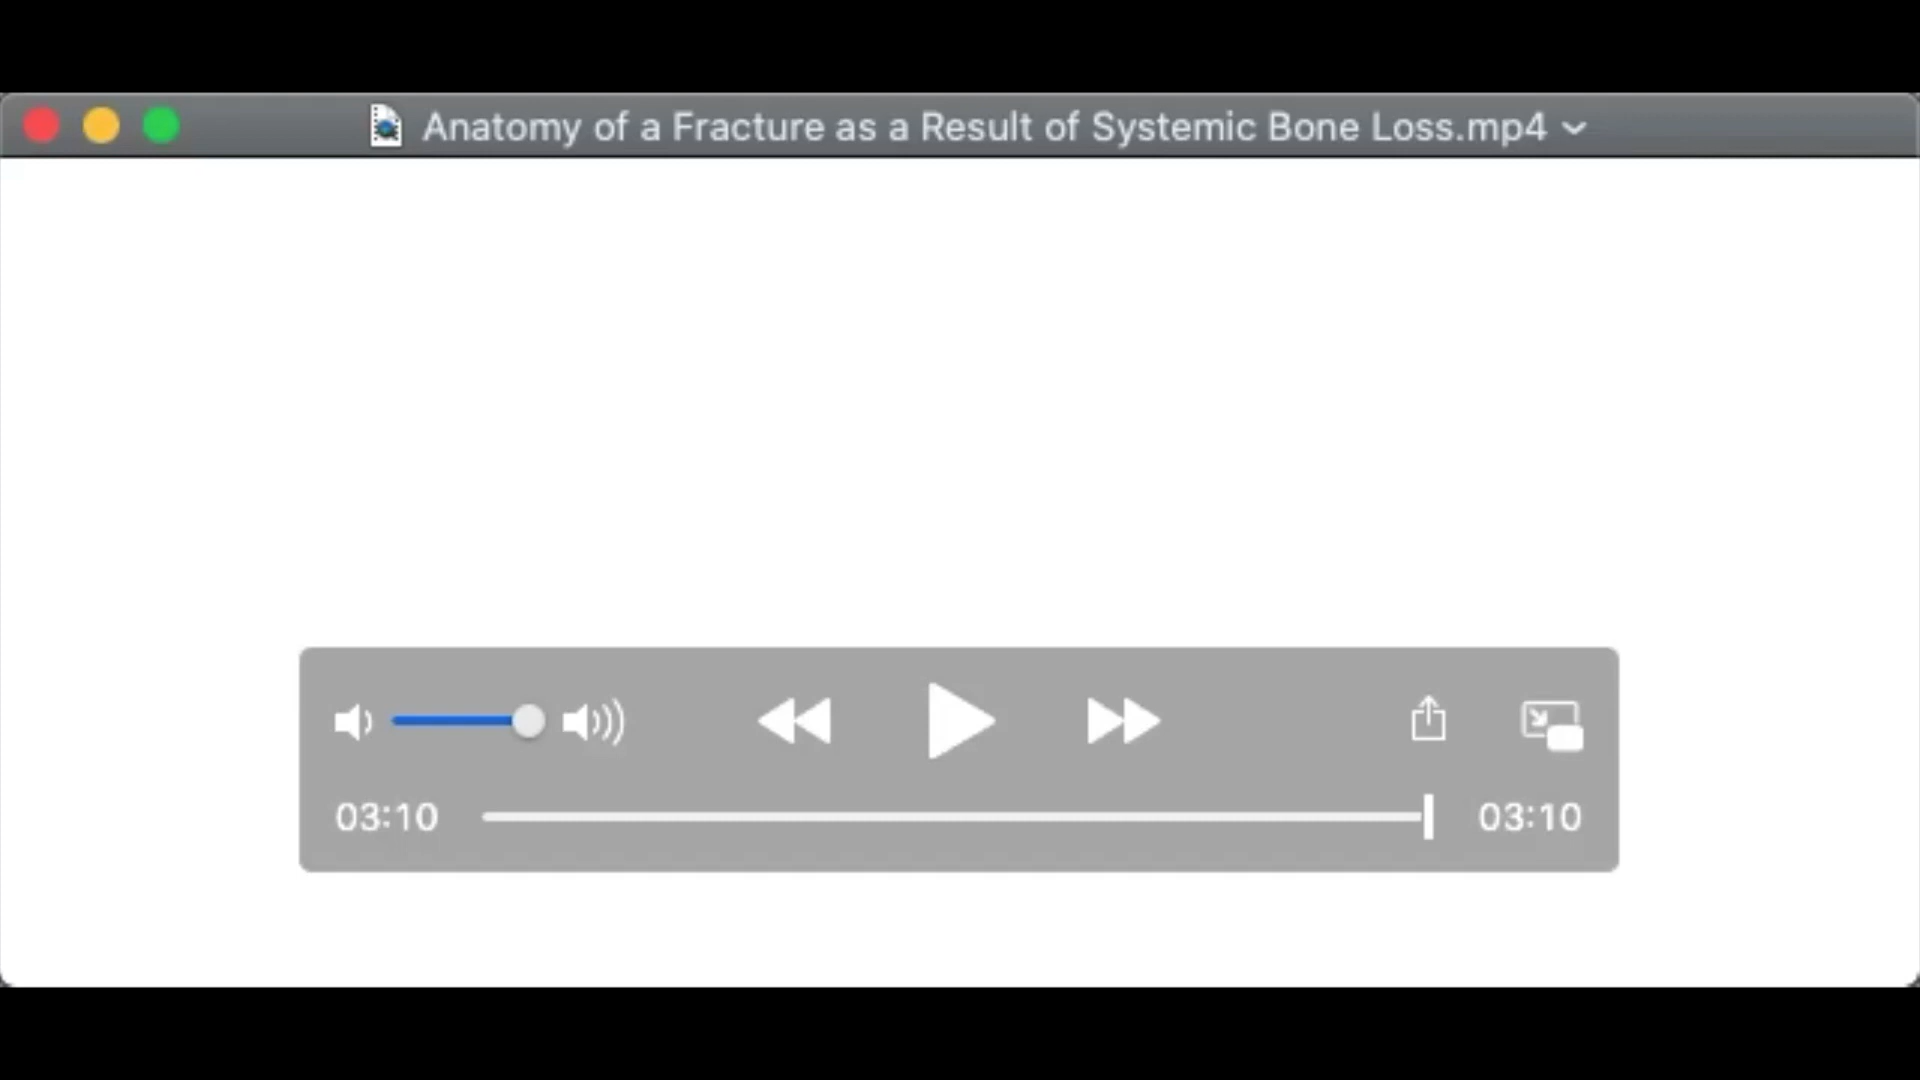 Anatomy of a Fracture as a Result of Systemic Bone Loss.mp4
03:10 03:10